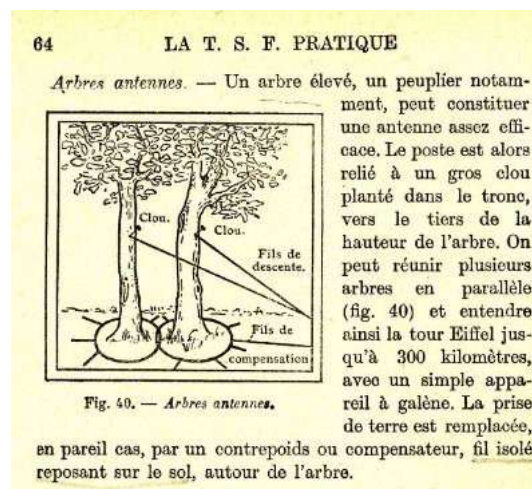 64
LA T. S. F. PRATIQUE
Arbres antennes. — Un arbre élevé, un peuplier notam-
ment, peut constituer
une antenne assez effi-
cace. Le poste est alors
relié à un gros clou
planté dans le tronc,
vers le tiers de la
hauteur de l'arbre. On
peut réunir plusieurs
arbres en parallèle
(fig. 40) et entendre
ainsi la tour Eiffel jus-
qu'à 300 kilomètres,
avec un simple appa-
reil à galène. La prise
de terre est remplacée,
Clou.
Clou.
Fils de
descente.
Fils de
compensation
Fig. 40. — Arbres antennes.
en pareil cas, par un contrepoids ou compensateur, fil isolé
reposant sur le sol, autour de l'arbre.